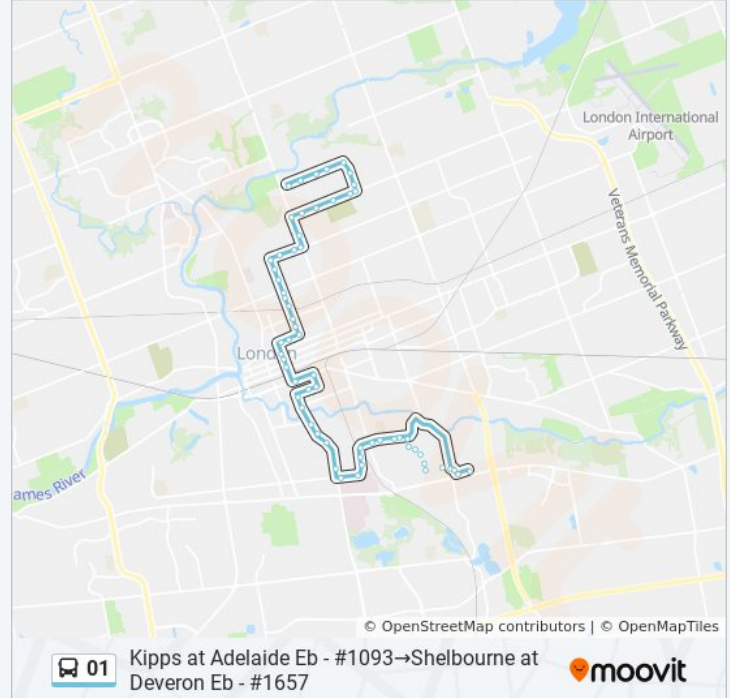 London International
Airport
Veterans Memorial Parkway
London
ames River
© OpenStreetMap contributors | © OpenMapTiles
01
Kipps at Adelaide Eb - #1093→Shelbourne at
Deveron Eb - #1657
moovit